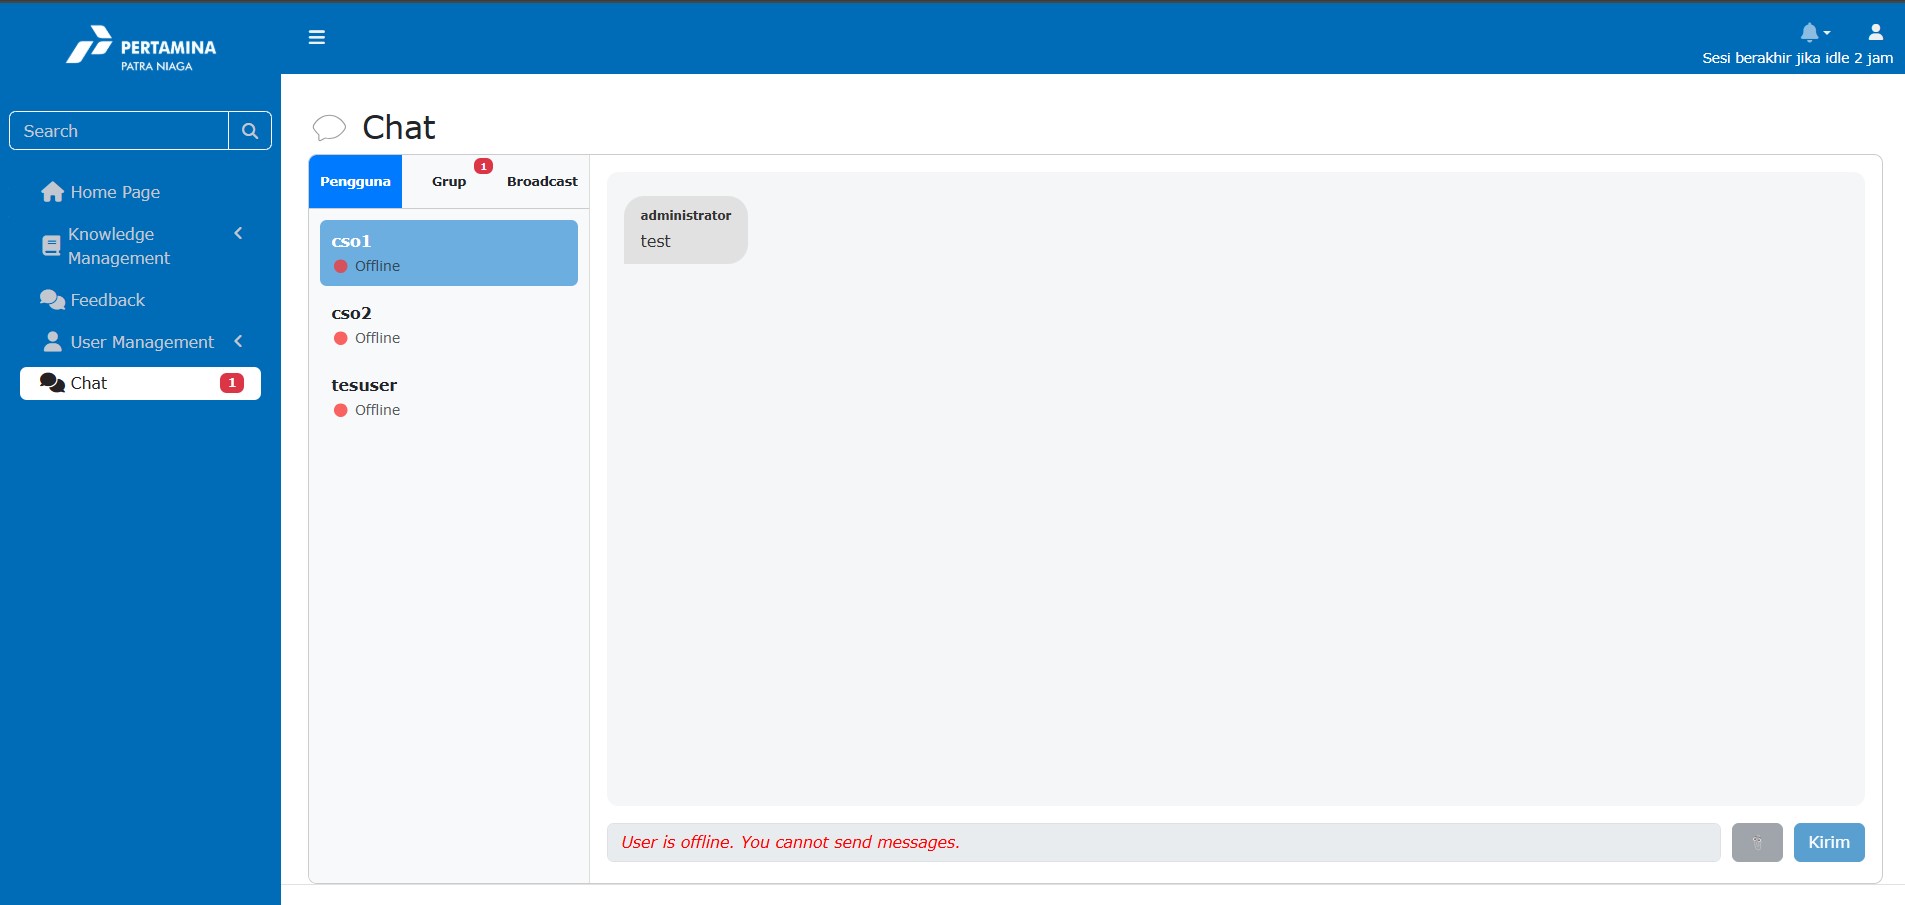 PERTAMINA
PATRA NIAGA
Sesi berakhir jika idle 2 jam
Search
Home Page
Knowledge
Management
Feedback
User Management
Chat 1
Chat
Pengguna Grup 1 Broadcast
cso1
Offline
cso2
Offline
tesuser
Offline
administrator
test
User is offline. You cannot send messages.
Kirim